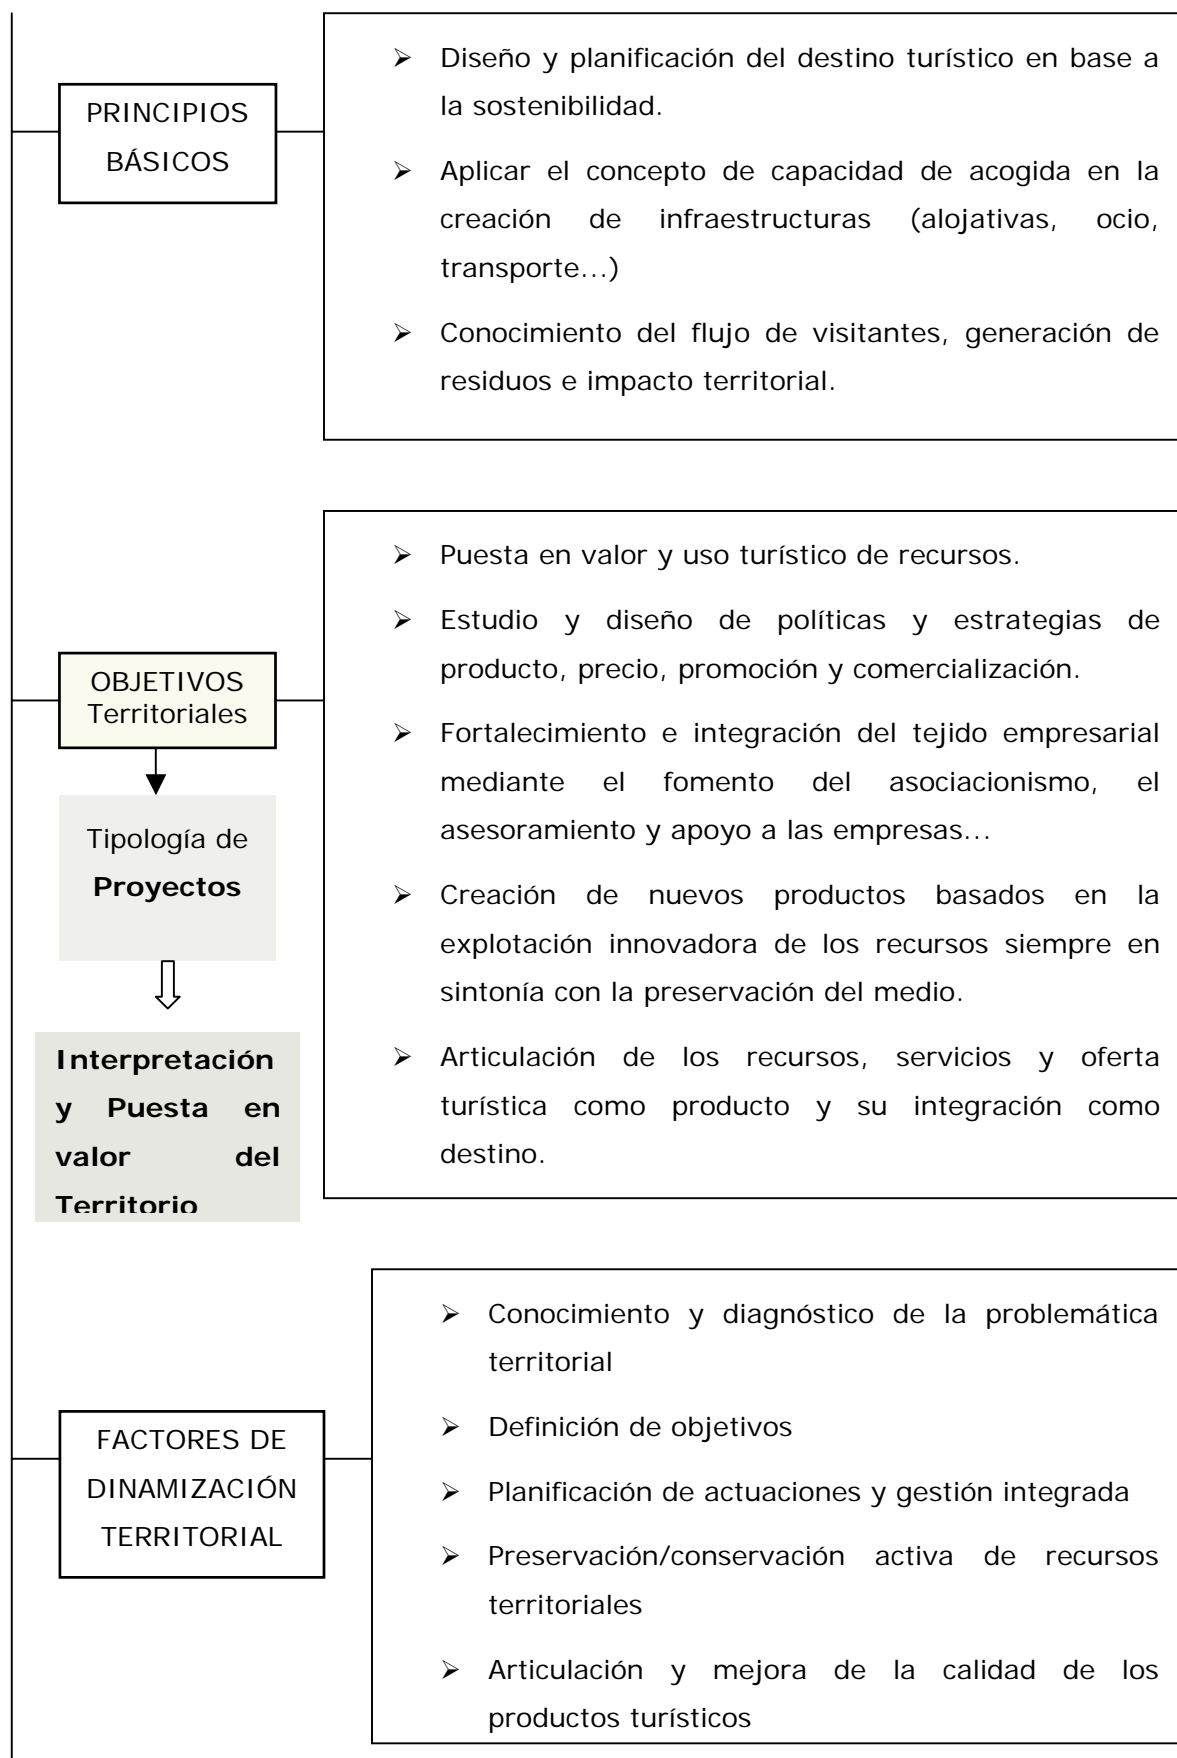 PRINCIPIOS
BÁSICOS
➢ Diseño y planificación del destino turístico en base a
la sostenibilidad.
➢ Aplicar el concepto de capacidad de acogida en la
creación de infraestructuras (alojativas, ocio,
transporte...)
➢ Conocimiento del flujo de visitantes, generación de
residuos e impacto territorial.
OBJETIVOS
Territoriales
Tipología de
Proyectos
Interpretación
y Puesta en
valor del
Territorio
➢ Puesta en valor y uso turístico de recursos.
➢ Estudio y diseño de políticas y estrategias de
producto, precio, promoción y comercialización.
➢ Fortalecimiento e integración del tejido empresarial
mediante el fomento del asociacionismo, el
asesoramiento y apoyo a las empresas...
➢ Creación de nuevos productos basados en la
explotación innovadora de los recursos siempre en
sintonía con la preservación del medio.
➢ Articulación de los recursos, servicios y oferta
turística como producto y su integración como
destino.
FACTORES DE
DINAMIZACIÓN
TERRITORIAL
➢ Conocimiento y diagnóstico de la problemática
territorial
➢ Definición de objetivos
➢ Planificación de actuaciones y gestión integrada
➢ Preservación/conservación activa de recursos
territoriales
➢ Articulación y mejora de la calidad de los
productos turísticos